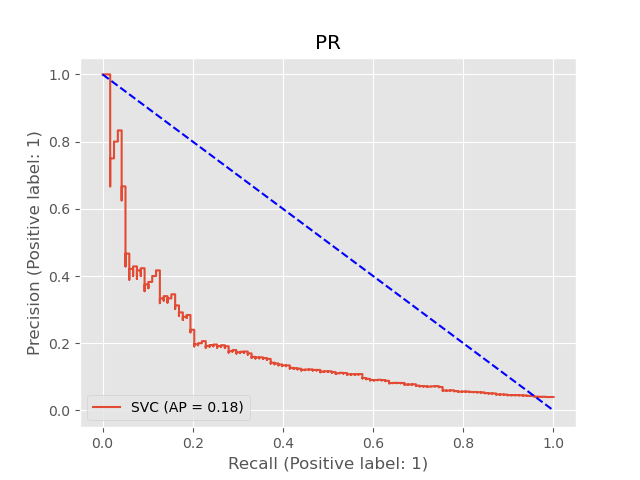 PR
Precision (Positive label: 1)
1.0
0.8
0.6
0.4
0.2
0.0
SVC (AP = 0.18)
0.0 0.2 0.4 0.6 0.8 1.0
Recall (Positive label: 1)